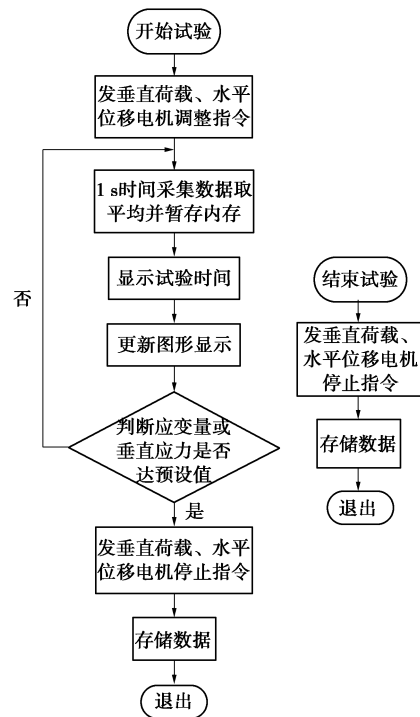 开始试验
发垂直荷载、水平
位移电机调整指令
1 s时间采集数据取
平均并暂存内存
显示试验时间
更新图形显示
判断应变量或
垂直应力是否
达预设值
否
是
发垂直荷载、水平
位移电机停止指令
存储数据
退出
结束试验
发垂直荷载、
水平位移电机
停止指令
存储数据
退出